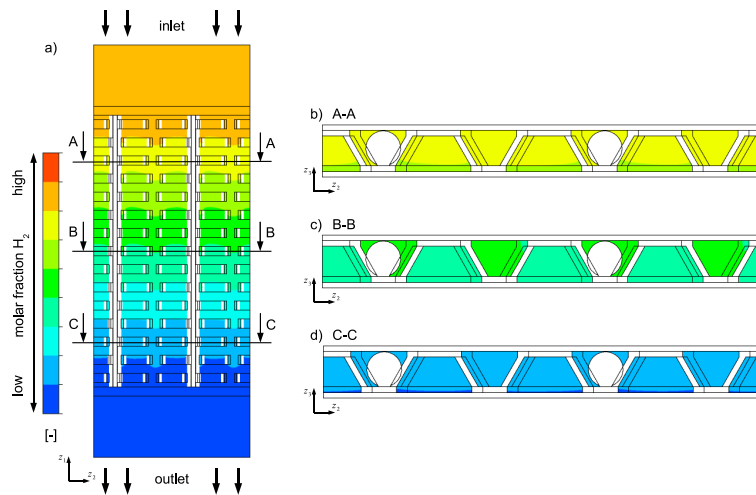 inlet
a)
A
A
B
B
C
C
high
molar fraction H2
low
[-]
z1
z2
outlet
b) A-A
z3
z2
c) B-B
z3
z2
d) C-C
z3
z2